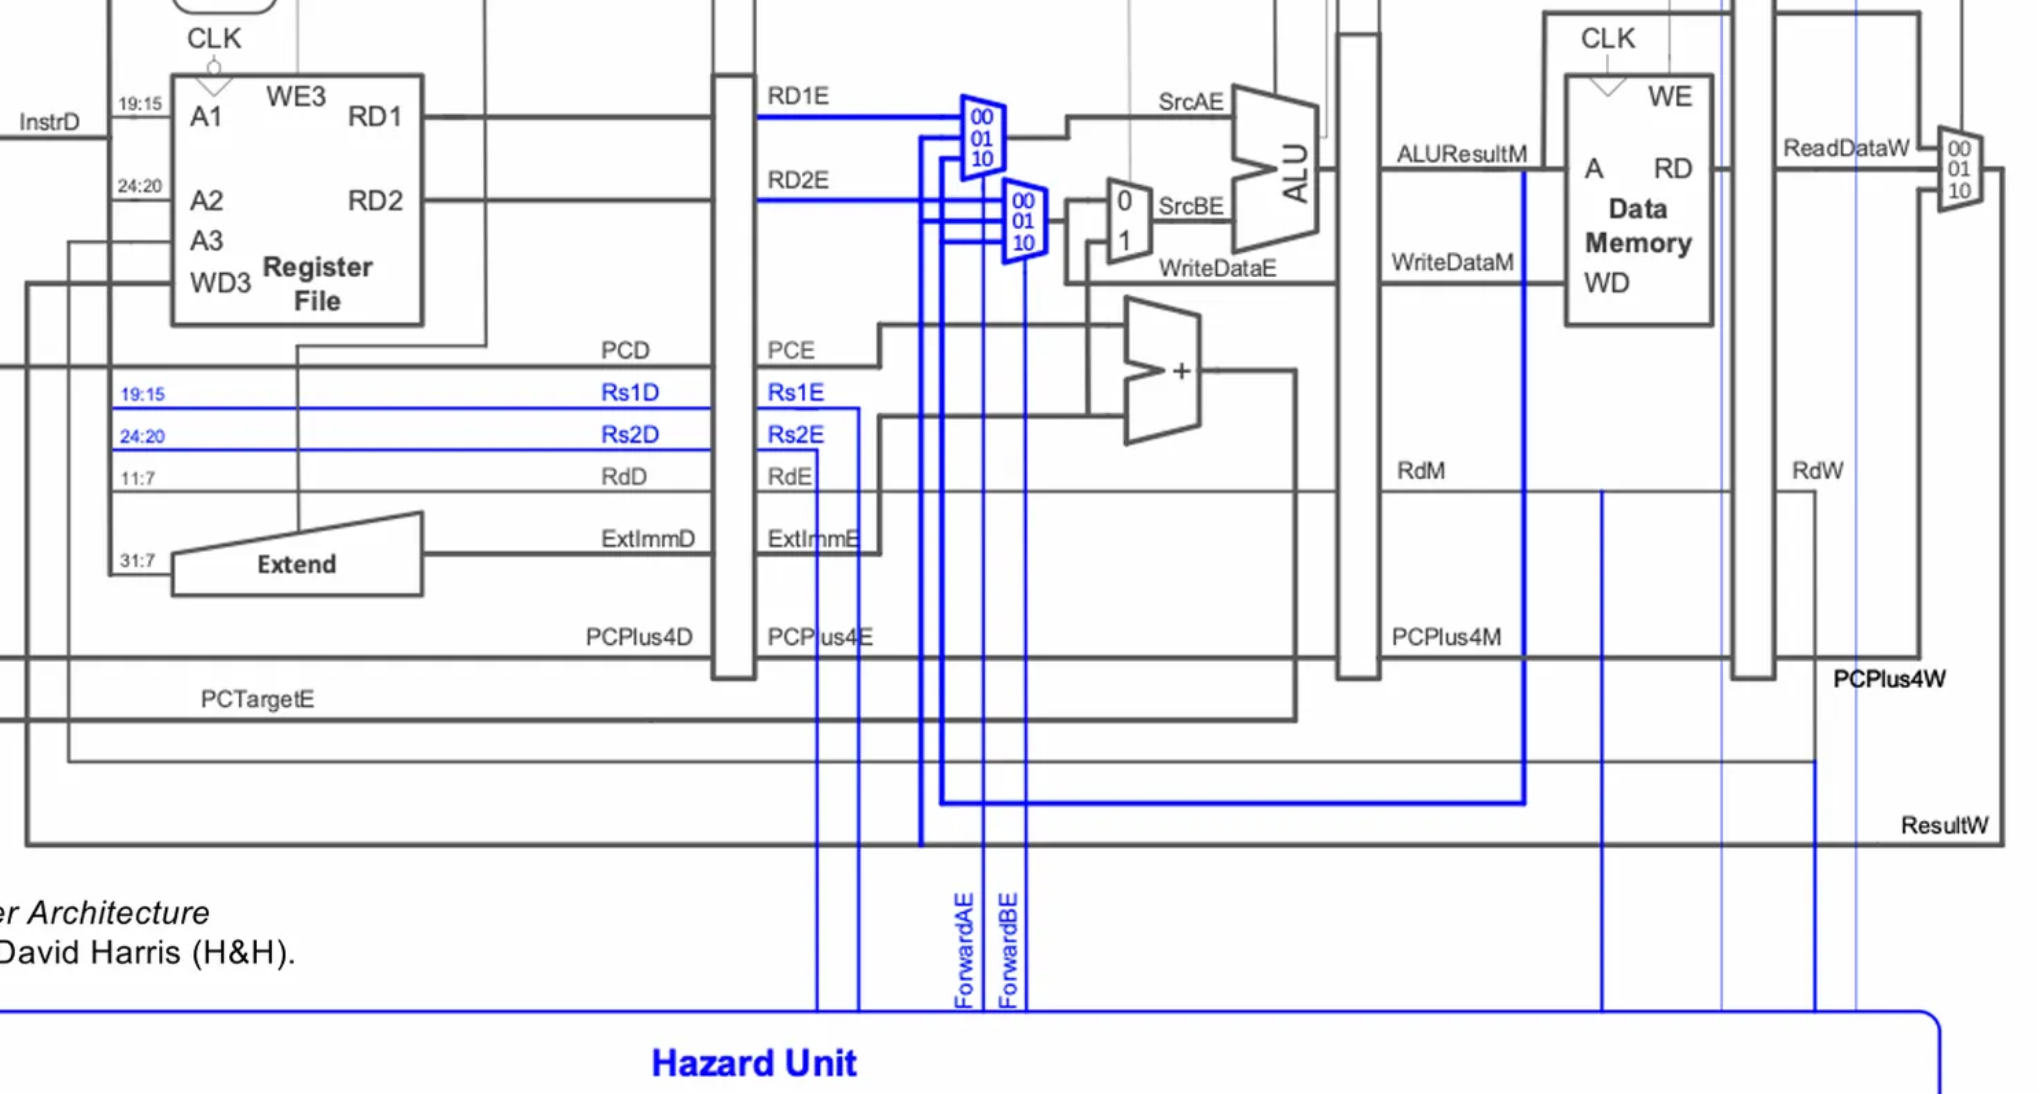 CLK
CLK
19:15
A1
WE3
RD1
RD1E
00
01
10
SrcAE
WE
InstrD
ALU
ALUResultM
A
RD
ReadDataW
00
01
10
24:20
A2
RD2
RD2E
00
01
10
0
1
SrcBE
Data
Memory
A3
WD3
Register
File
WriteDataE
WriteDataM
WD
PCD
PCE
+
19:15
Rs1D
Rs1E
24:20
Rs2D
Rs2E
11:7
RdD
RdE
RdM
RdW
31:7
Extend
ExtImmD
ExtImmE
PCPlus4D
PCPlus4E
PCPlus4M
PCPlus4W
PCTargetE
ResultW
ForwardAE
ForwardBE
er Architecture
David Harris (H&H).
Hazard Unit